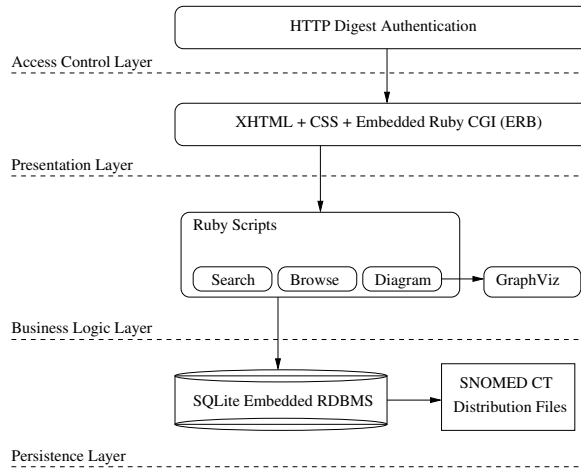 HTTP Digest Authentication
Access Control Layer
XHTML + CSS + Embedded Ruby CGI (ERB)
Presentation Layer
Ruby Scripts
Search
Browse
Diagram
GraphViz
Business Logic Layer
SQLite Embedded RDBMS
SNOMED CT
Distribution Files
Persistence Layer